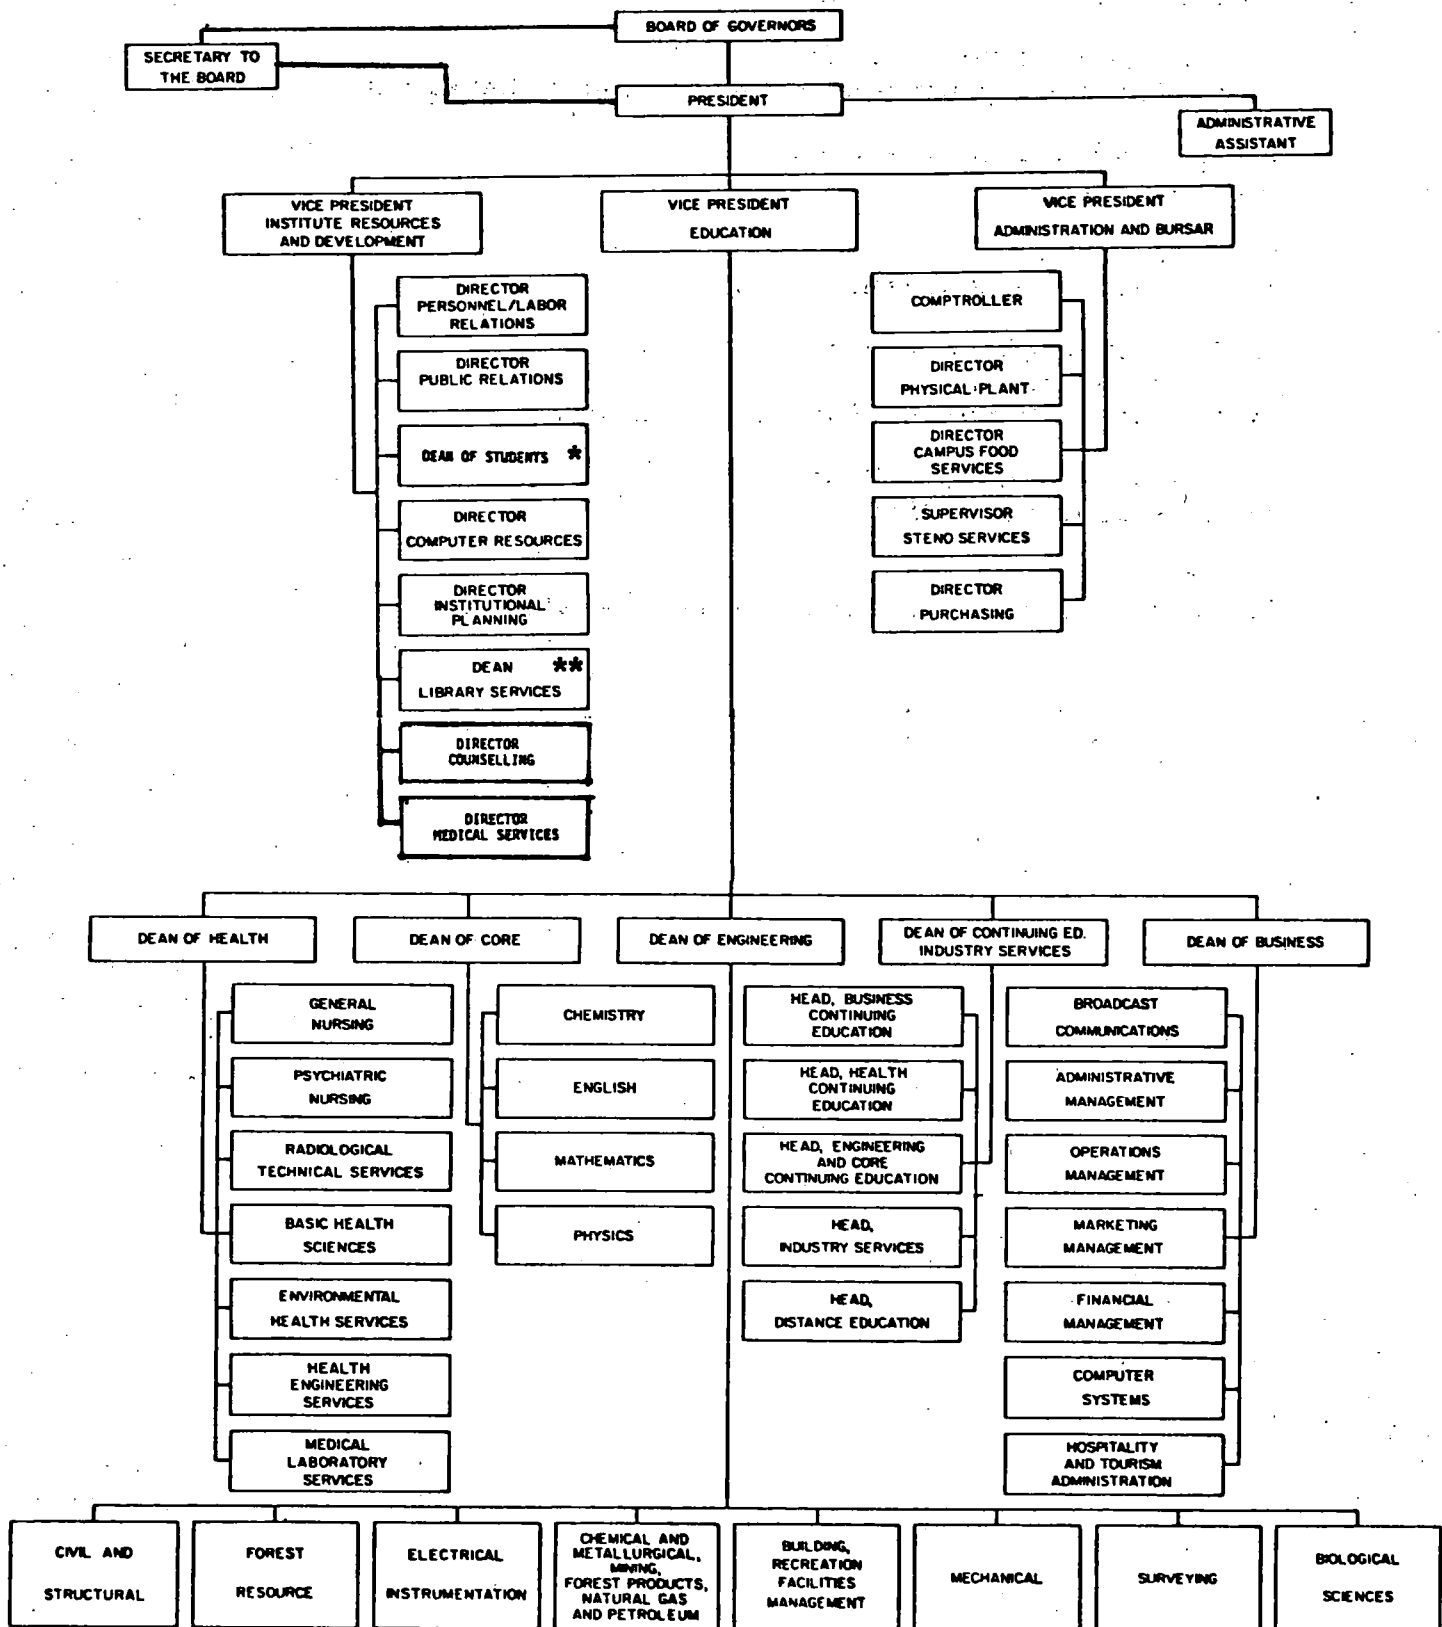 BOARD OF GOVERNORS
SECRETARY TO
THE BOARD
PRESIDENT
ADMINISTRATIVE
ASSISTANT
VICE PRESIDENT
INSTITUTE RESOURCES
AND DEVELOPMENT
VICE PRESIDENT
EDUCATION
VICE PRESIDENT
ADMINISTRATION AND BURSAR
DIRECTOR
PERSONNEL/LABOR
RELATIONS
DIRECTOR
PUBLIC RELATIONS
DEAN OF STUDENTS *
DIRECTOR
COMPUTER RESOURCES
DIRECTOR
INSTITUTIONAL
PLANNING
DEAN **
LIBRARY SERVICES
DIRECTOR
COUNSELLING
DIRECTOR
MEDICAL SERVICES
COMPTROLLER
DIRECTOR
PHYSICAL PLANT
DIRECTOR
CAMPUS FOOD
SERVICES
SUPERVISOR
STENO SERVICES
DIRECTOR
PURCHASING
DEAN OF HEALTH
DEAN OF CORE
DEAN OF ENGINEERING
DEAN OF CONTINUING ED.
INDUSTRY SERVICES
DEAN OF BUSINESS
GENERAL
NURSING
PSYCHIATRIC
NURSING
RADIOLOGICAL
TECHNICAL SERVICES
BASIC HEALTH
SCIENCES
ENVIRONMENTAL
HEALTH SERVICES
HEALTH
ENGINEERING
SERVICES
MEDICAL
LABORATORY
SERVICES
CHEMISTRY
ENGLISH
MATHEMATICS
PHYSICS
HEAD, BUSINESS
CONTINUING
EDUCATION
HEAD, HEALTH
CONTINUING
EDUCATION
HEAD, ENGINEERING
AND CORE
CONTINUING EDUCATION
HEAD,
INDUSTRY SERVICES
HEAD,
DISTANCE EDUCATION
BROADCAST
COMMUNICATIONS
ADMINISTRATIVE
MANAGEMENT
OPERATIONS
MANAGEMENT
MARKETING
MANAGEMENT
FINANCIAL
MANAGEMENT
COMPUTER
SYSTEMS
HOSPITALITY
AND TOURISM
ADMINISTRATION
CIVIL AND
STRUCTURAL
FOREST
RESOURCE
ELECTRICAL
INSTRUMENTATION
CHEMICAL AND
METALLURGICAL,
MINING,
FOREST PRODUCTS,
NATURAL GAS
AND PETROLEUM
BUILDING,
RECREATION
FACILITIES
MANAGEMENT
MECHANICAL
SURVEYING
BIOLOGICAL
SCIENCES